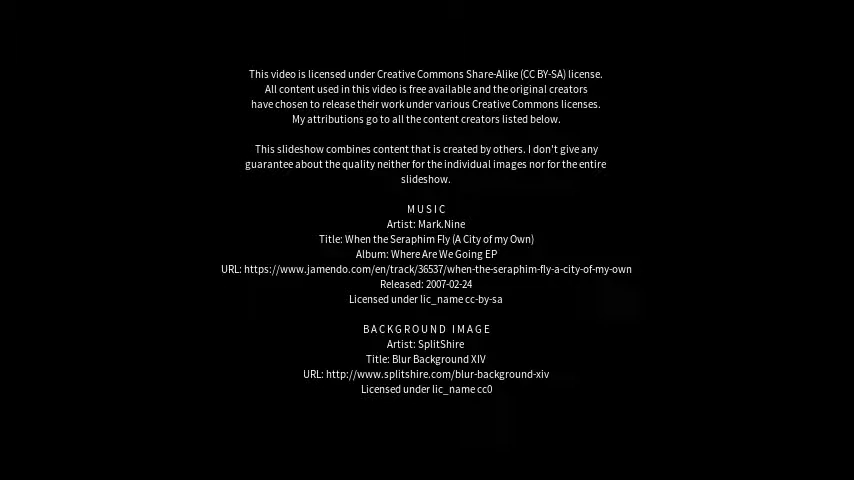 This video is licensed under Creative Commons Share-Alike (CC BY-SA) license.
All content used in this video is free available and the original creators
have chosen to release their work under various Creative Commons licenses.
My attributions go to all the content creators listed below.
This slideshow combines content that is created by others. I don't give any
guarantee about the quality neither for the individual images nor for the entire
slideshow.
MUSIC
Artist: Mark.Nine
Title: When the Seraphim Fly (A City of my Own)
Album: Where Are We Going EP
URL: https://www.jamendo.com/en/track/36537/when-the-seraphim-fly-a-city-of-my-own
Released: 2007-02-24
Licensed under lic_name cc-by-sa
BACKGROUND IMAGE
Artist: SplitShire
Title: Blur Background XIV
URL: http://www.splitshire.com/blur-background-xiv
Licensed under lic_name cc0